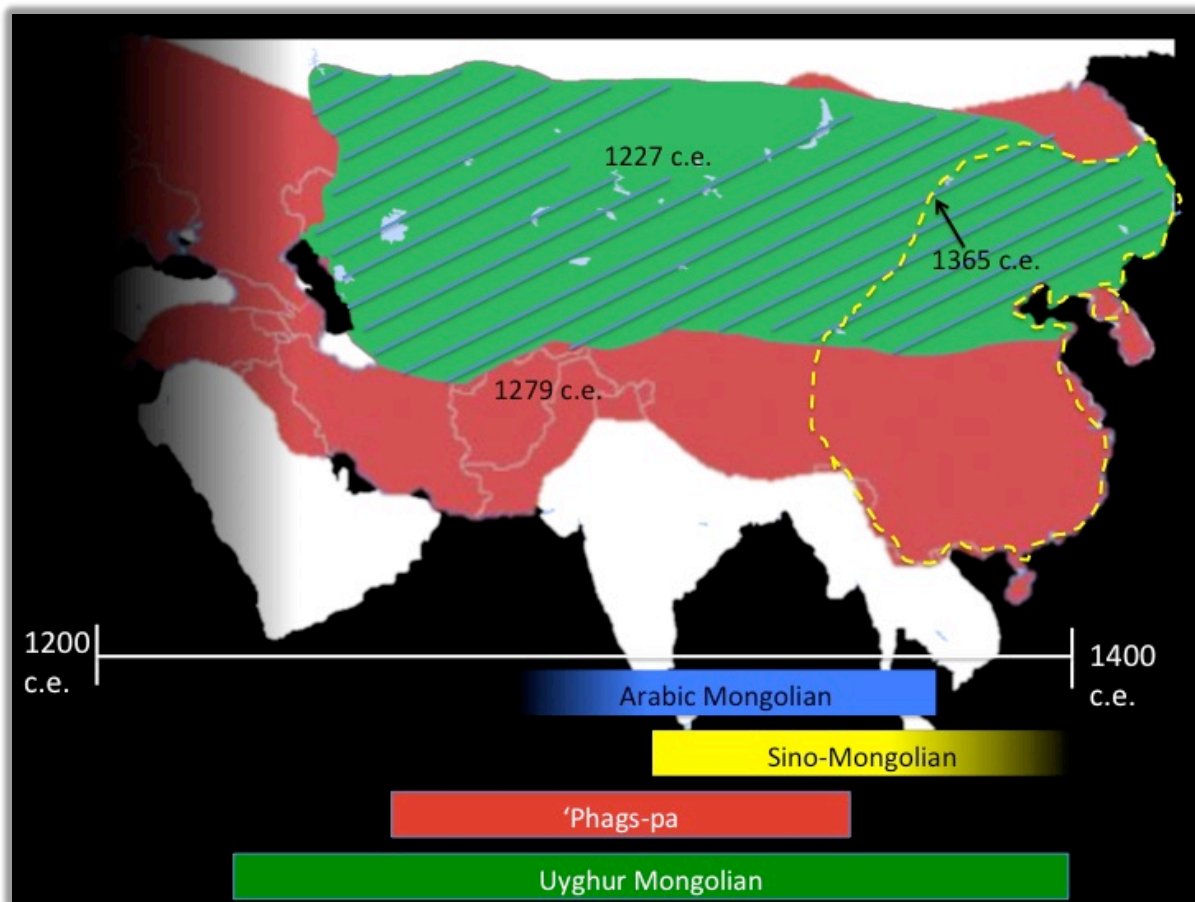 1227 c.e.
1365 c.e.
1279 c.e.
1200
c.e.
1400
c.e.
Arabic Mongolian
Sino-Mongolian
‘Phags-pa
Uyghur Mongolian